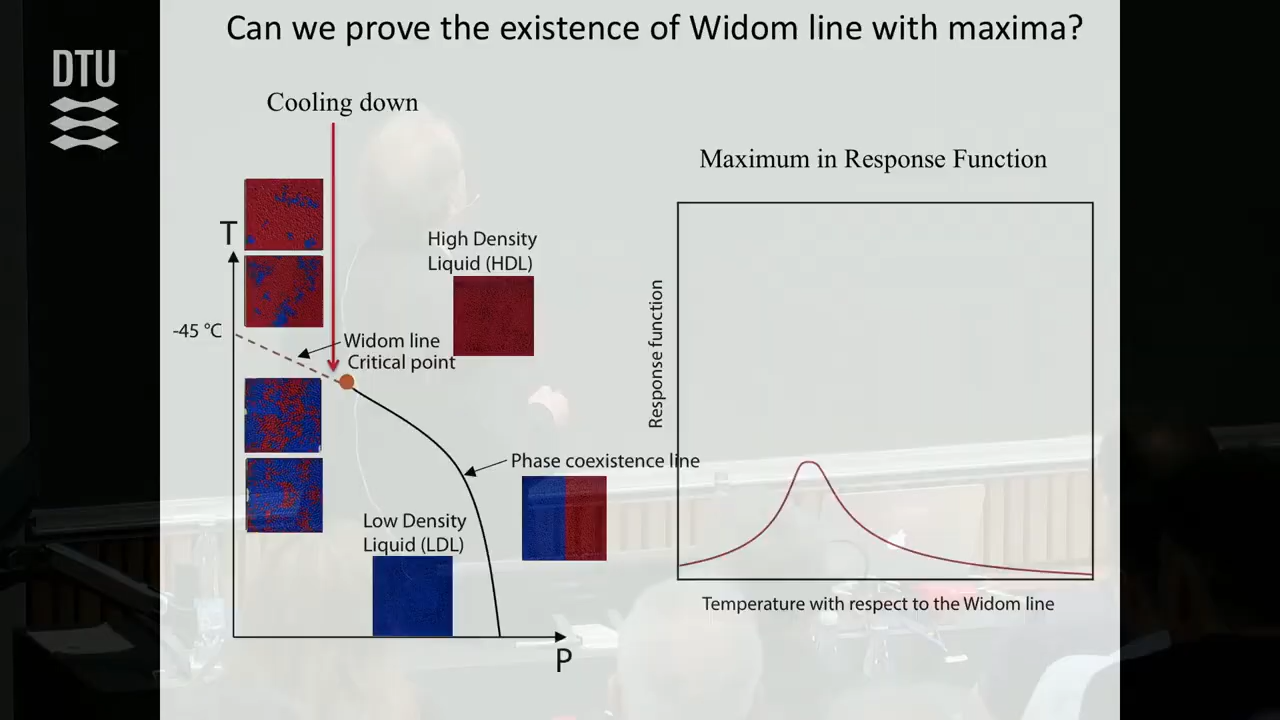 Can we prove the existence of Widom line with maxima?
DTU
Cooling down
Maximum in Response Function
T
High Density
Liquid (HDL)
-45 °C
Widom line
Critical point
Response function
Phase coexistence line
Low Density
Liquid (LDL)
Temperature with respect to the Widom line
P